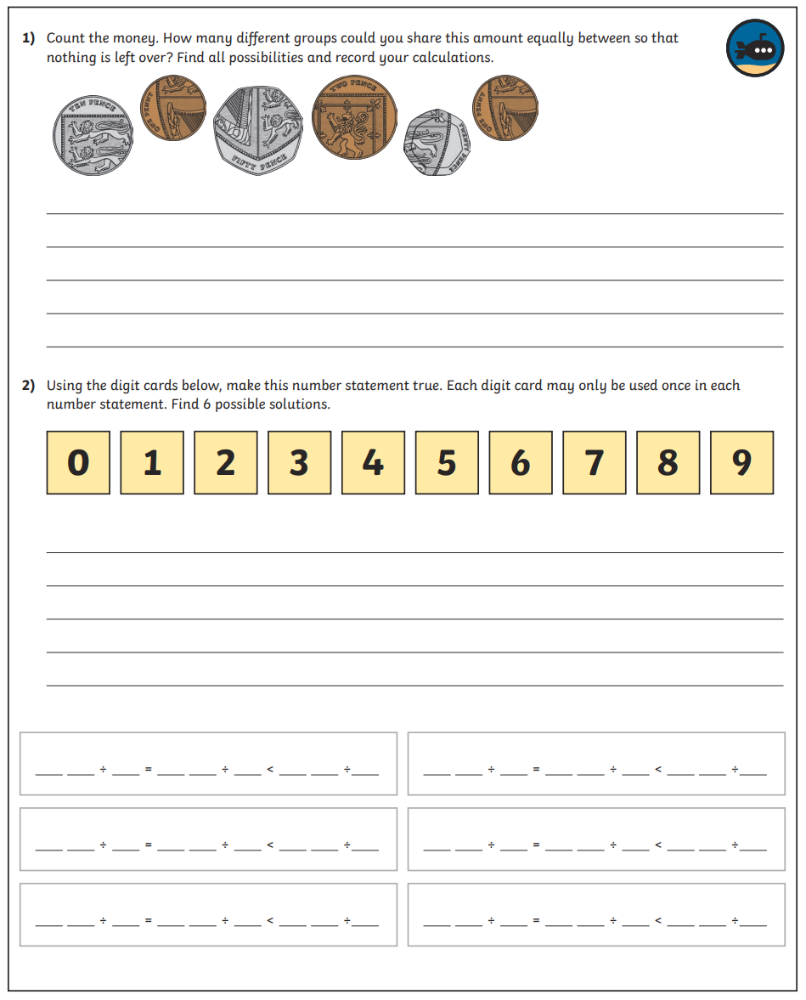 1) Count the money. How many different groups could you share this amount equally between so that
nothing is left over? Find all possibilities and record your calculations.
TEN PENCE
ONE PENNY
FIFTY PENCE
TWO PENCE
TWENTY PENCE
ONE PENNY
2) Using the digit cards below, make this number statement true. Each digit card may only be used once in each
number statement. Find 6 possible solutions.
0 1 2 3 4 5 6 7 8 9
___ ___ ÷ ___ = ___ ___ ÷ ___ < ___ ___ ÷ ___
___ ___ ÷ ___ = ___ ___ ÷ ___ < ___ ___ ÷ ___
___ ___ ÷ ___ = ___ ___ ÷ ___ < ___ ___ ÷ ___
___ ___ ÷ ___ = ___ ___ ÷ ___ < ___ ___ ÷ ___
___ ___ ÷ ___ = ___ ___ ÷ ___ < ___ ___ ÷ ___
___ ___ ÷ ___ = ___ ___ ÷ ___ < ___ ___ ÷ ___